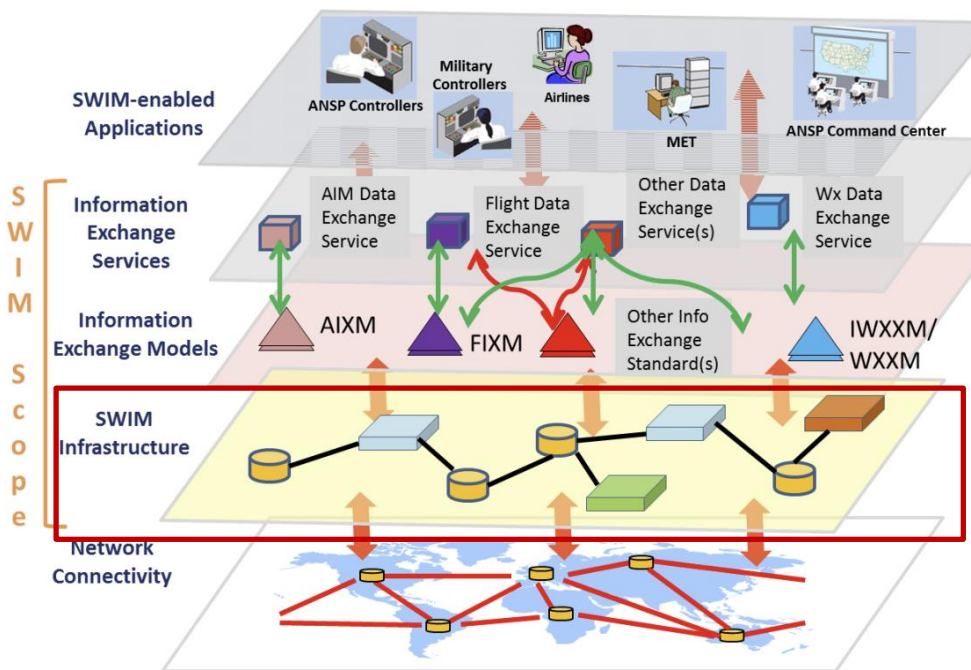 SWIM-enabled
Applications
ANSP Controllers
Military
Controllers
Airlines
MET
ANSP Command Center
SWIM Scope
Information
Exchange
Services
AIM Data
Exchange
Service
Flight Data
Exchange
Service
Other Data
Exchange
Service(s)
Wx Data
Exchange
Service
Information
Exchange Models
AIXM
FIXM
Other Info
Exchange
Standard(s)
IWXXM/
WXXM
SWIM
Infrastructure
Network
Connectivity